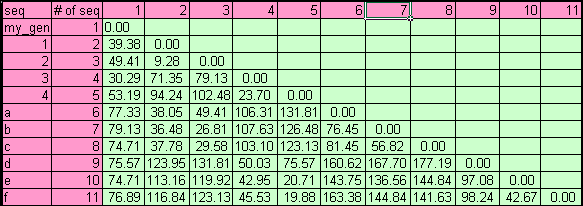 seq # of seq 1 2 3 4 5 6 7 8 9 10 11
my_gen 1 0.00
1 2 39.38 0.00
2 3 49.41 9.28 0.00
3 4 30.29 71.35 79.13 0.00
4 5 53.19 94.24 102.48 23.70 0.00
a 6 77.33 38.05 49.41 106.31 131.81 0.00
b 7 79.13 36.48 26.81 107.63 126.48 76.45 0.00
c 8 74.71 37.78 29.58 103.10 123.13 81.45 56.82 0.00
d 9 75.57 123.95 131.81 50.03 75.57 160.62 167.70 177.19 0.00
e 10 74.71 113.16 119.92 42.95 20.71 143.75 136.56 144.84 97.08 0.00
f 11 76.89 116.84 123.13 45.53 19.88 163.38 144.84 141.63 98.24 42.67 0.00